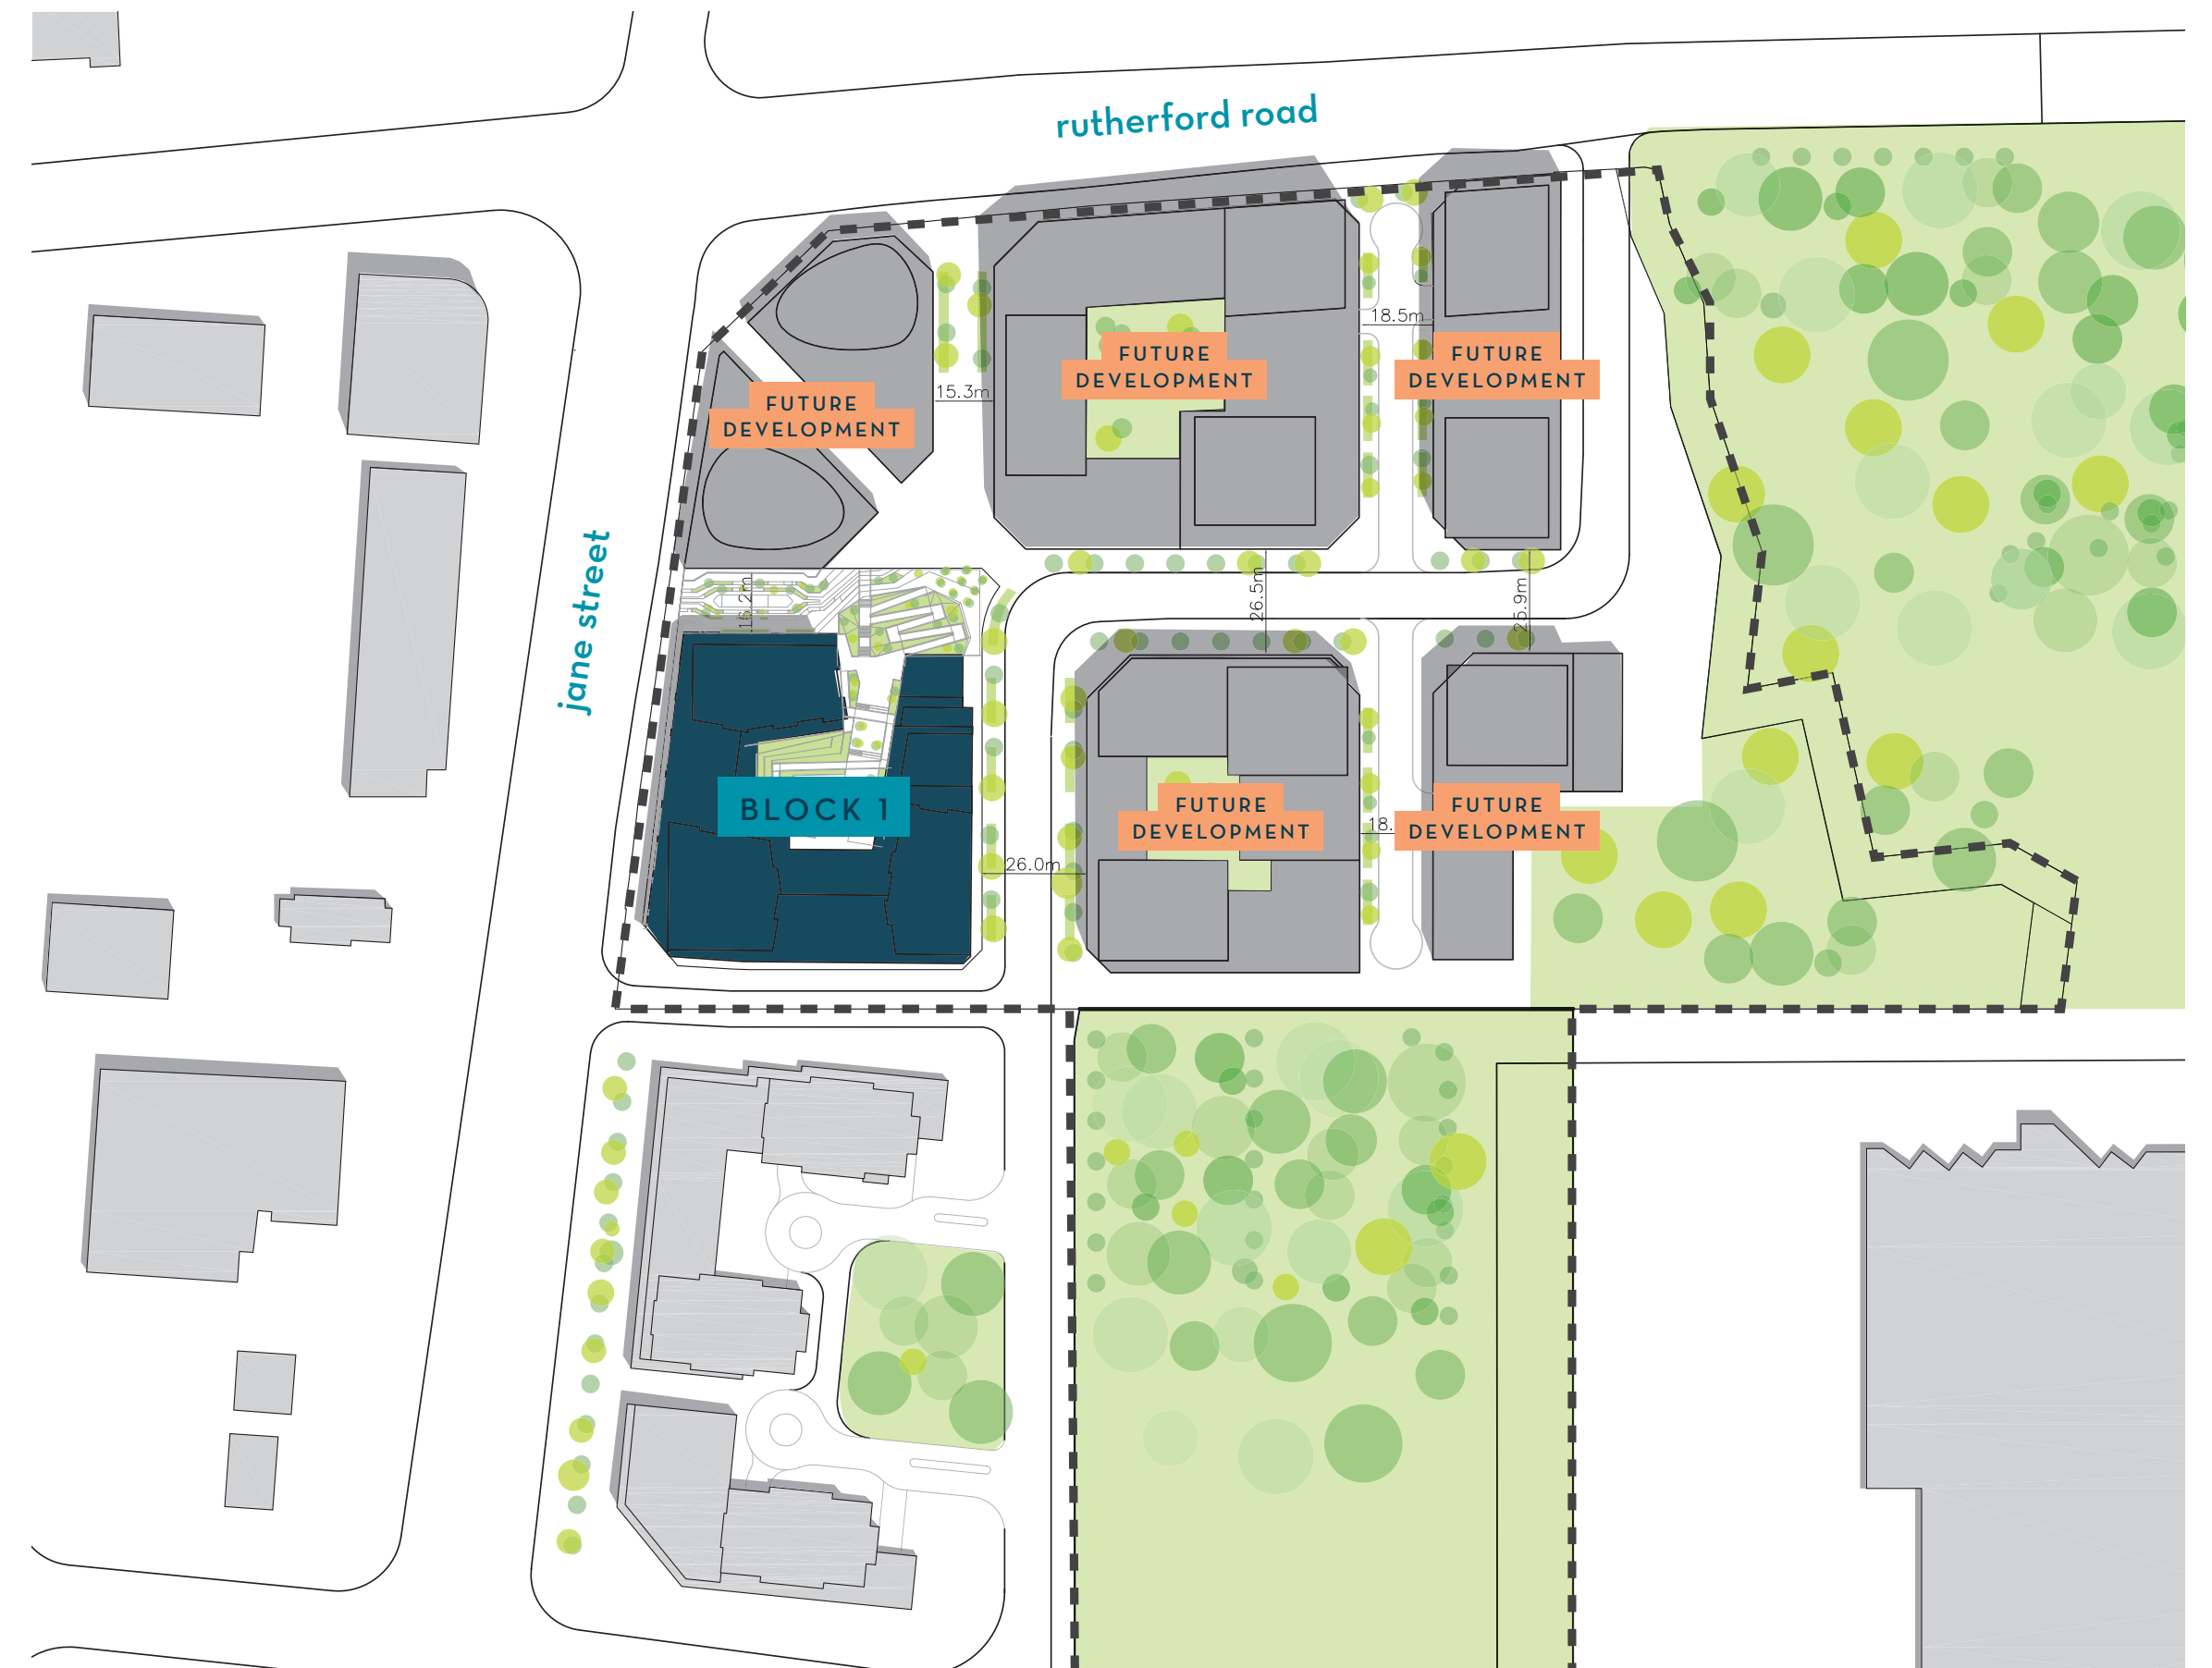 rutherford road
18.5m
FUTURE
DEVELOPMENT
FUTURE
DEVELOPMENT
15.3m
FUTURE
DEVELOPMENT
jane street
26.5m
25.9m
BLOCK 1
FUTURE
DEVELOPMENT
18.
FUTURE
DEVELOPMENT
26.0m